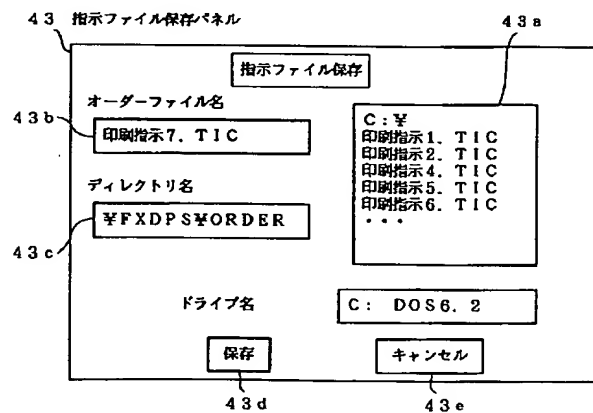 43 指示ファイル保存パネル
43a
指示ファイル保存
オーダーファイル名
43b
印刷指示7．TIC
C：¥
印刷指示1．TIC
印刷指示2．TIC
印刷指示4．TIC
印刷指示5．TIC
印刷指示6．TIC
・・・
ディレクトリ名
¥FXDPS¥ORDER
43c
ドライブ名
C： DOS6．2
保存
キャンセル
43d
43e